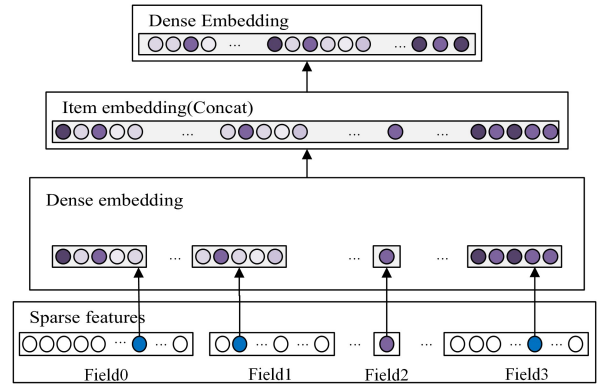 Dense Embedding
... ...
Item embedding(Concat)
... ... ...
Dense embedding
... ... ...
Sparse features
... ... ... ... ... ... ...
Field0 Field1 Field2 Field3